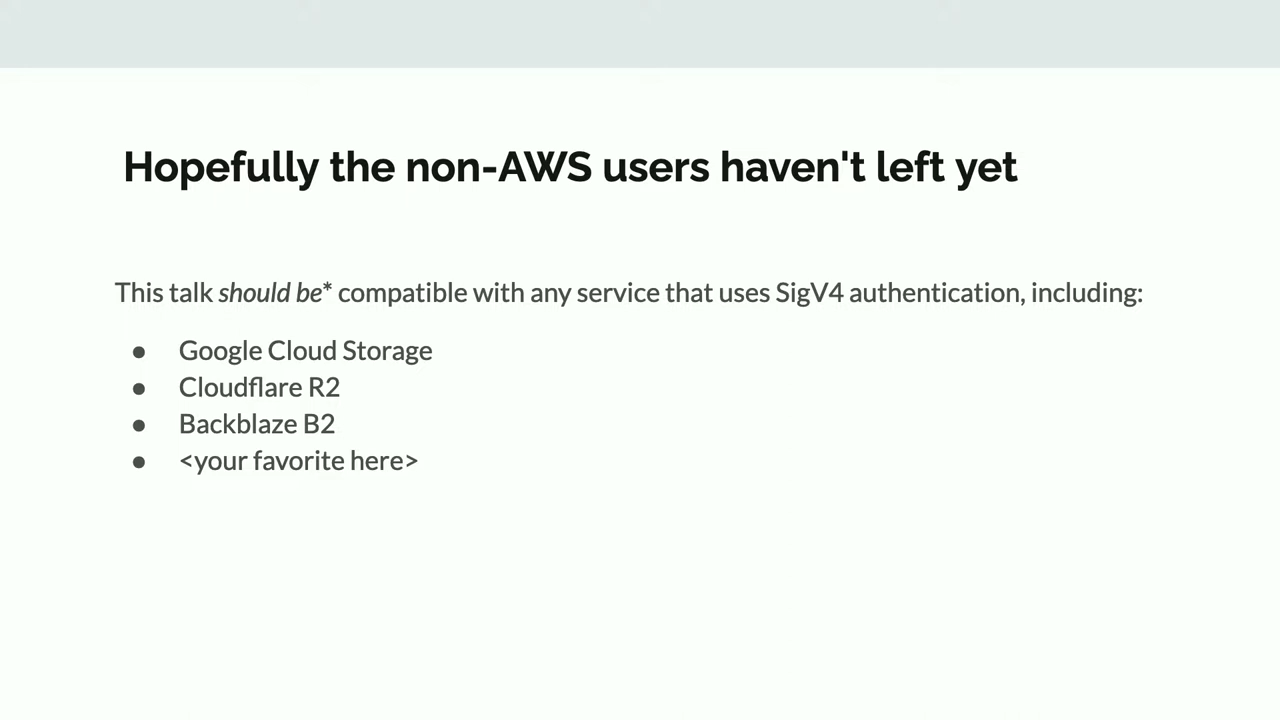 Hopefully the non-AWS users haven't left yet
This talk should be* compatible with any service that uses SigV4 authentication, including:
● Google Cloud Storage
● Cloudflare R2
● Backblaze B2
● <your favorite here>